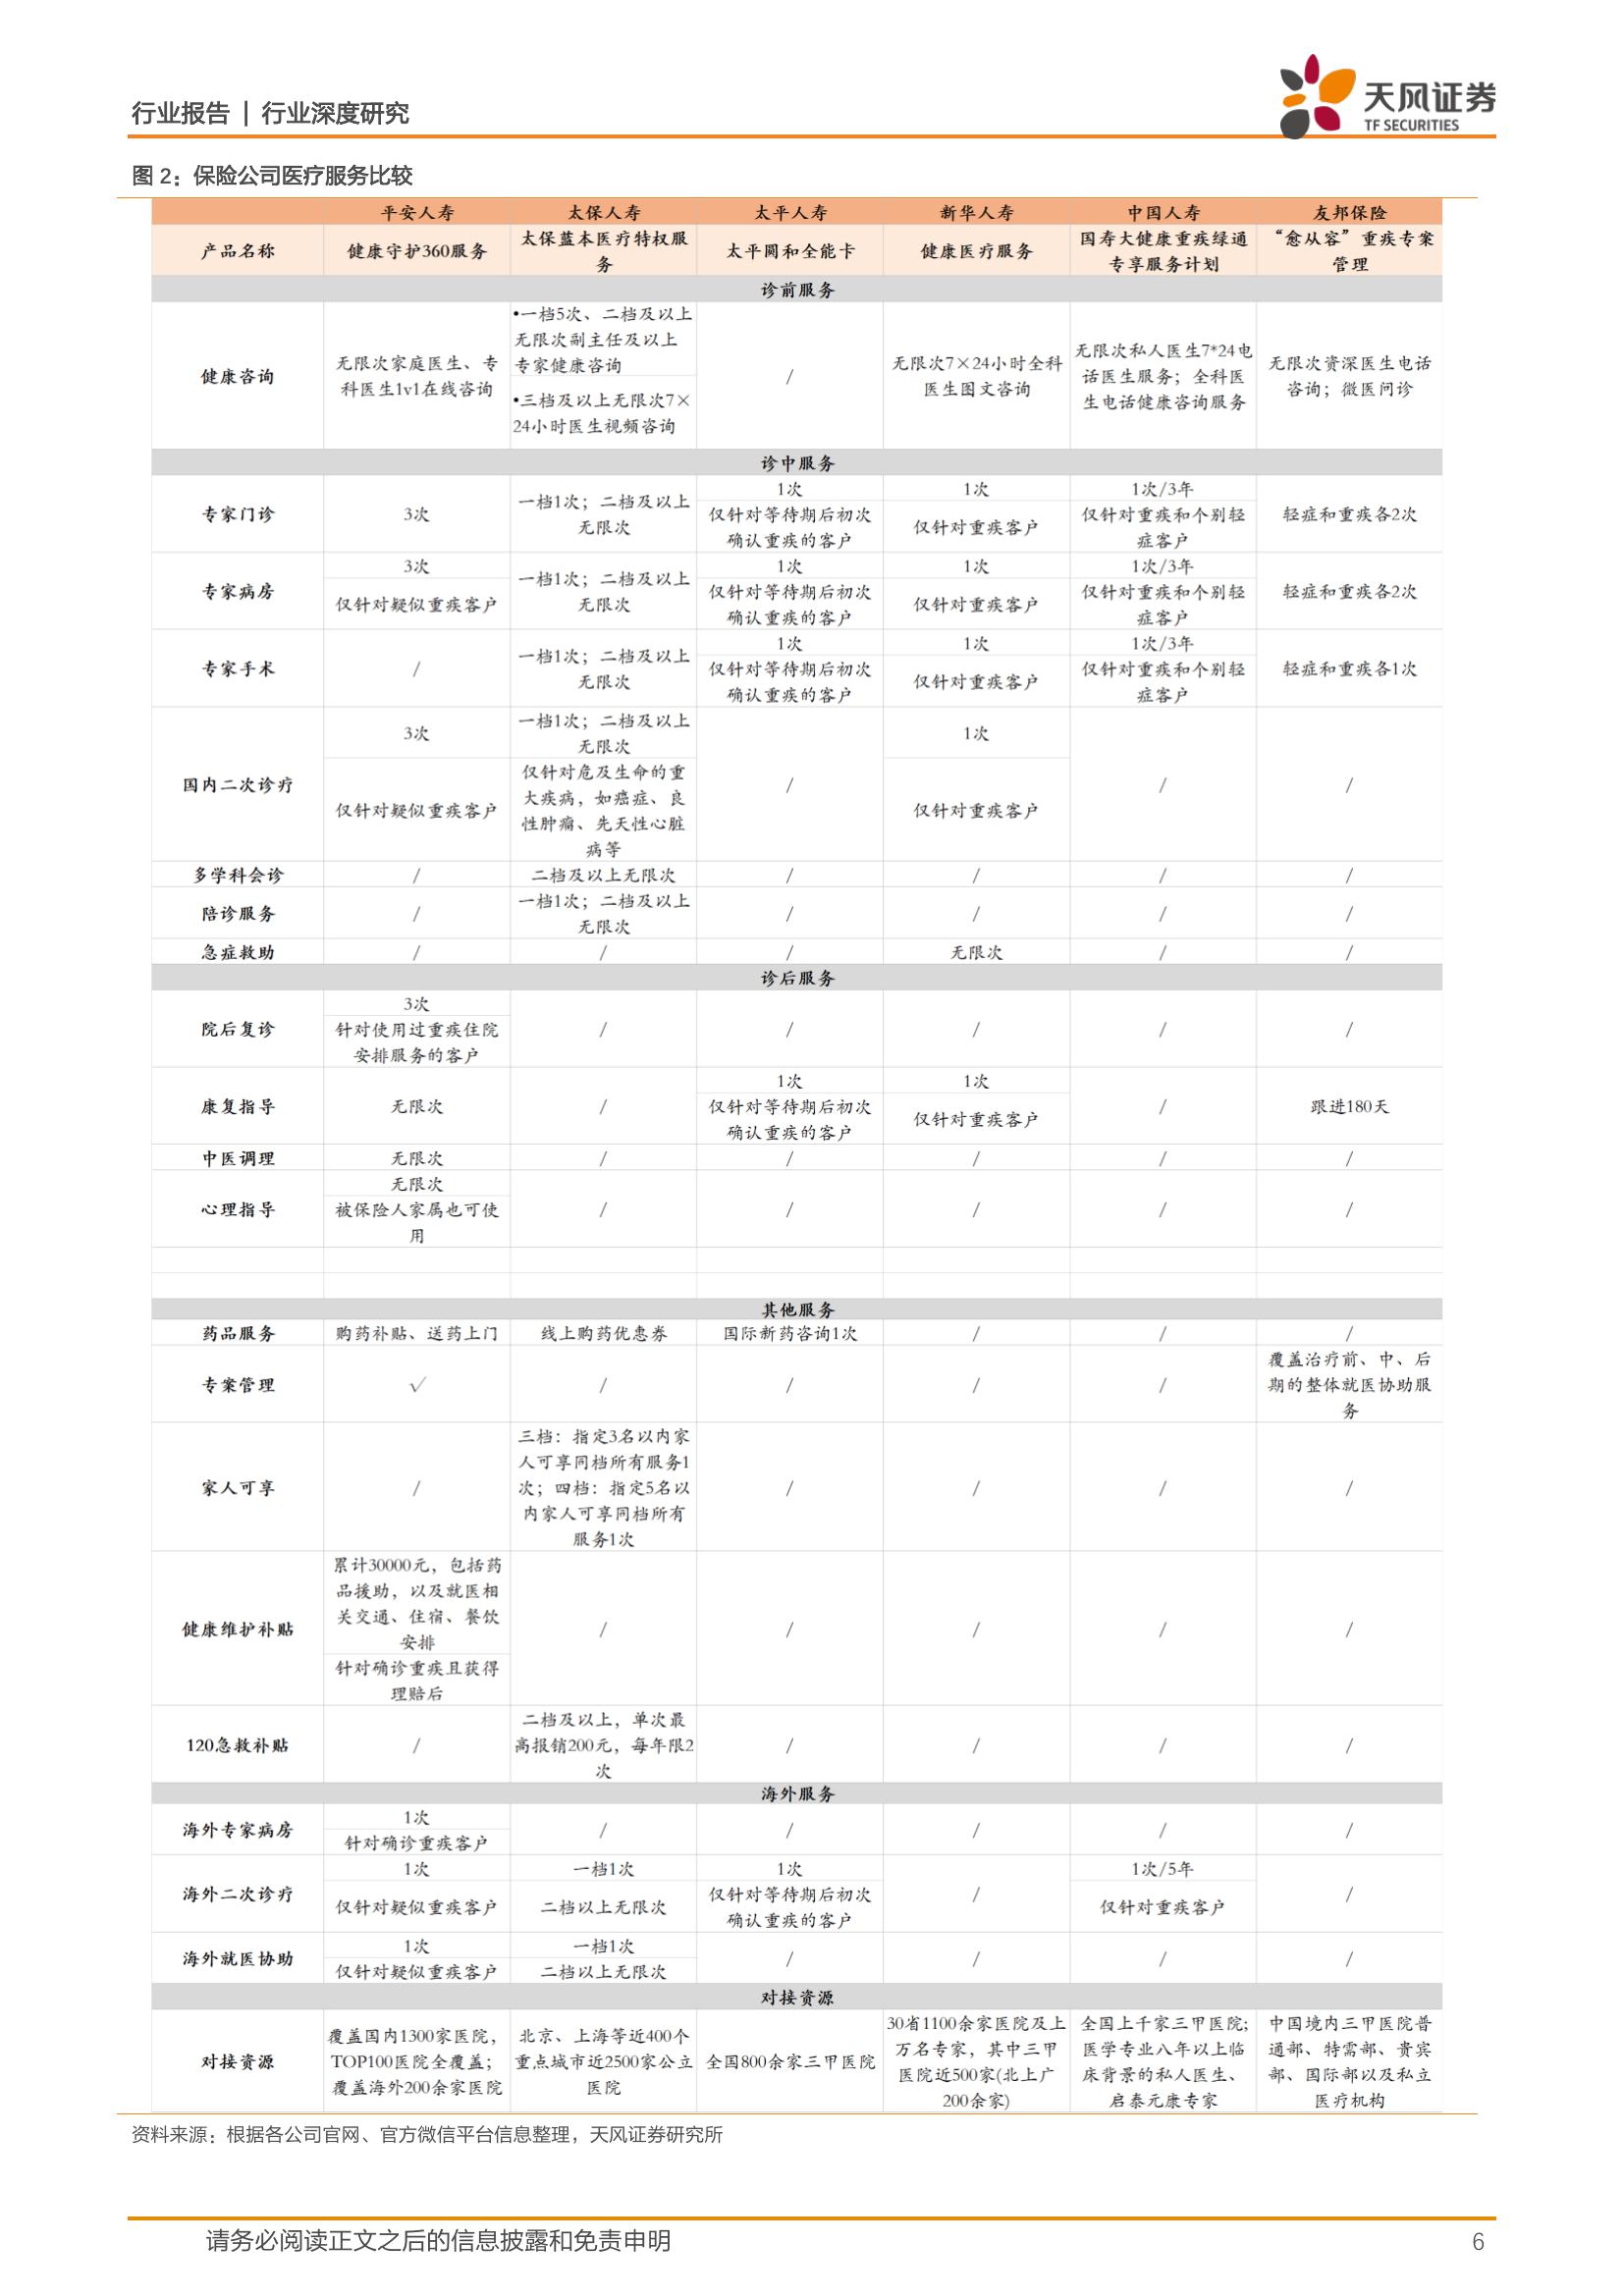 行业报告 | 行业深度研究
天风证券
TF SECURITIES
图 2：保险公司医疗服务比较
平安人寿 太保人寿 太平人寿 新华人寿 中国人寿 友邦保险
产品名称 健康守护360服务 太保蓝本医疗特权服务 太平圆和全能卡 健康医疗服务 国寿大健康重疾绿通专享服务计划 “愈从容”重疾专案管理
诊前服务
健康咨询
无限次家庭医生、专
科医生1v1在线咨询
•一档5次、二档及以上
无限次副主任及以上
专家健康咨询
•三档及以上无限次7×
24小时医生视频咨询
/
无限次7×24小时全科
医生图文咨询
无限次私人医生7*24电
话医生服务；全科医
生电话健康咨询服务
无限次资深医生电话
咨询；微医问诊
诊中服务
专家门诊
3次
一档1次；二档及以上
无限次
1次
仅针对等待期后初次
确认重疾的客户
1次
仅针对重疾客户
1次/3年
仅针对重疾和个别轻
症客户
轻症和重疾各2次
专家病房
3次
仅针对疑似重疾客户
一档1次；二档及以上
无限次
1次
仅针对等待期后初次
确认重疾的客户
1次
仅针对重疾客户
1次/3年
仅针对重疾和个别轻
症客户
轻症和重疾各2次
专家手术
/
一档1次；二档及以上
无限次
1次
仅针对等待期后初次
确认重疾的客户
1次
仅针对重疾客户
1次/3年
仅针对重疾和个别轻
症客户
轻症和重疾各1次
国内二次诊疗
3次
仅针对疑似重疾客户
一档1次；二档及以上
无限次
仅针对危及生命的重
大疾病，如癌症、良
性肿瘤、先天性心脏
病等
/
1次
仅针对重疾客户
/
/
多学科会诊 / 二档及以上无限次 / / / /
陪诊服务
/
一档1次；二档及以上
无限次
/ / / /
急症救助 / / / 无限次 / /
诊后服务
院后复诊
3次
针对使用过重疾住院
安排服务的客户
/ / / / /
康复指导
无限次
/
1次
仅针对等待期后初次
确认重疾的客户
1次
仅针对重疾客户
/
跟进180天
中医调理 无限次 / / / / /
心理指导
无限次
被保险人家属也可使
用
/ / / / /
其他服务
药品服务 购药补贴、送药上门 线上购药优惠券 国际新药咨询1次 / / /
专案管理
√ / / / /
覆盖治疗前、中、后
期的整体就医协助服
务
家人可享
/
三档：指定3名以内家
人可享同档所有服务1
次；四档：指定5名以
内家人可享同档所有
服务1次
/ / / /
健康维护补贴
累计30000元，包括药
品援助，以及就医相
关交通、住宿、餐饮
安排
针对确诊重疾且获得
理赔后
/ / / / /
120急救补贴
/
二档及以上，单次最
高报销200元，每年限2
次
/ / / /
海外服务
海外专家病房
1次
针对确诊重疾客户
/ / / / /
海外二次诊疗
1次
仅针对疑似重疾客户
一档1次
二档以上无限次
1次
仅针对等待期后初次
确认重疾的客户
/
1次/5年
仅针对重疾客户
/
海外就医协助
1次
仅针对疑似重疾客户
一档1次
二档以上无限次
/ / / /
对接资源
对接资源
覆盖国内1300家医院，
TOP100医院全覆盖；
覆盖海外200余家医院
北京、上海等近400个
重点城市近2500家公立
医院
全国800余家三甲医院
30省1100余家医院及上
万名专家，其中三甲
医院近500家(北上广
200余家)
全国上千家三甲医院；
医学专业八年以上临
床背景的私人医生、
启泰元康专家
中国境内三甲医院普
通部、特需部、贵宾
部、国际部以及私立
医疗机构
资料来源：根据各公司官网、官方微信平台信息整理，天风证券研究所
请务必阅读正文之后的信息披露和免责申明
6